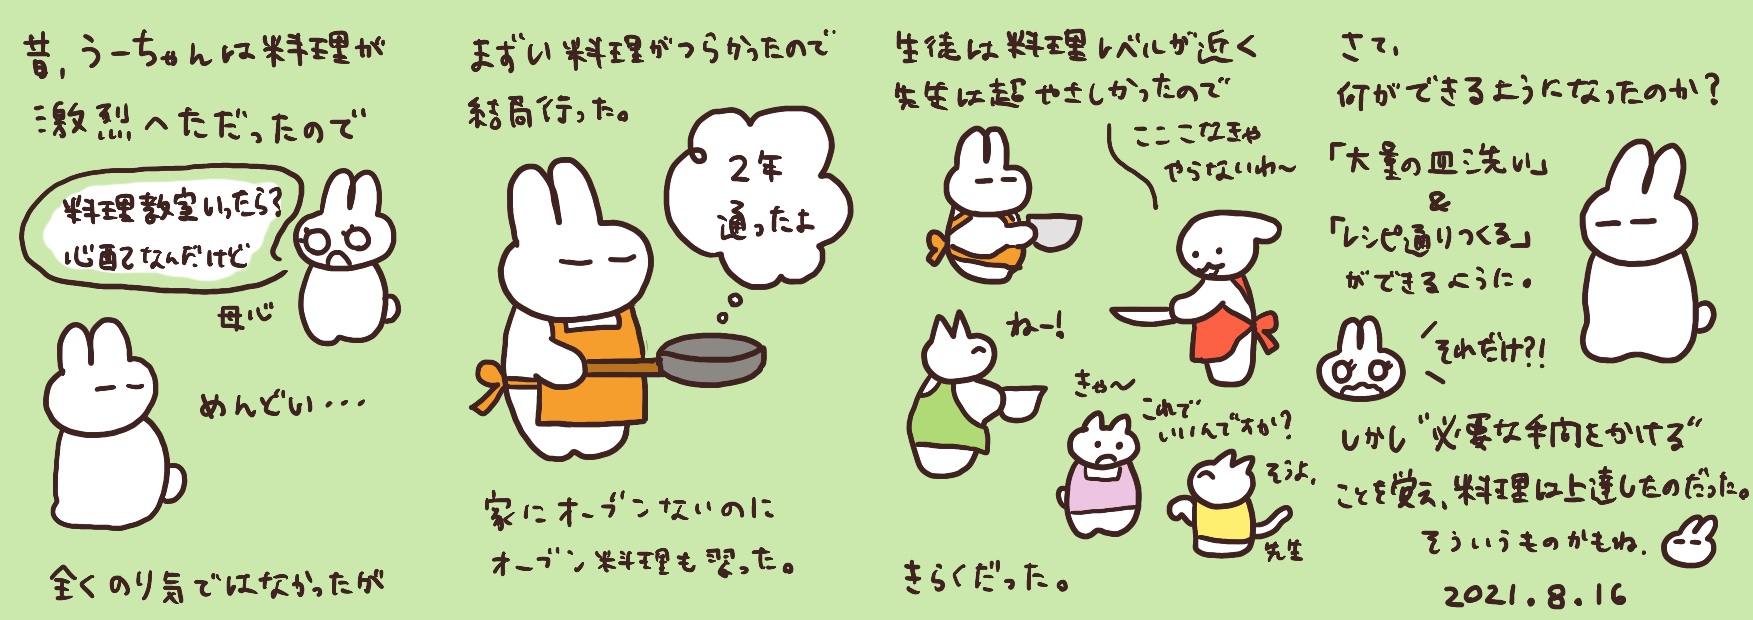 昔,うーちゃんは料理が
激烈へただったので
料理教室いったら?
心配てなんだけど
母心
めんどい・・・
全くのり気ではなかったが
まずい料理がつらかったので
結局行った。
2年
通ったよ
家にオーブンないのに
オーブン料理も習った。
生徒は料理レベルが近く
先生は超やさしかったので
ここここなきゃ
やらないわ〜
ねー!
きゃ〜
これで
いいんですか?
そうよ、
先生
きらくだった。
さて、
何ができるようになったのか?
「大量の皿洗い」
&
「レシピ通りつくる」
ができるように。
それだけ?!
しかし"必要な手間をかける"
ことを覚え、料理は上達したのだった。
そういうものかもね.
2021.8.16